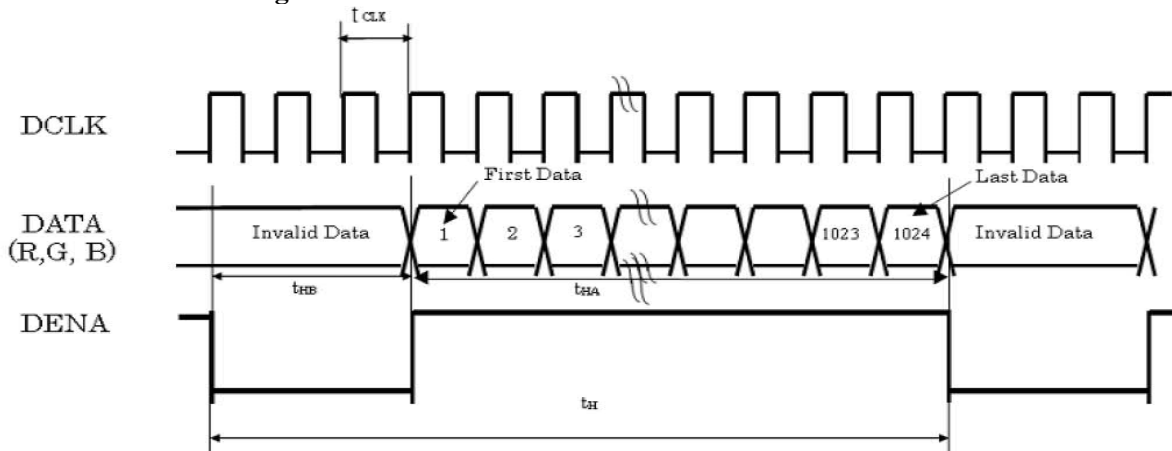 t CLK
DCLK
First Data
Last Data
DATA
(R,G, B)
Invalid Data
1
2
3
1023
1024
Invalid Data
tHB
tHA
DENA
tH